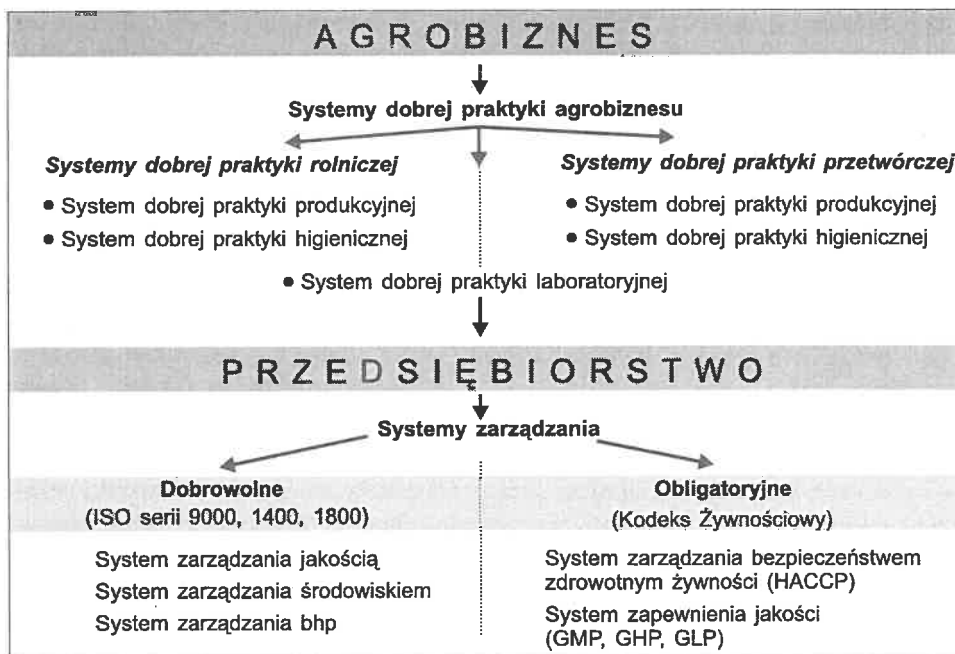 AGROBIZNES
Systemy dobrej praktyki agrobiznesu
Systemy dobrej praktyki rolniczej
• System dobrej praktyki produkcyjnej
• System dobrej praktyki higienicznej
Systemy dobrej praktyki przetwórczej
• System dobrej praktyki produkcyjnej
• System dobrej praktyki higienicznej
• System dobrej praktyki laboratoryjnej
PRZEDSIĘBIORSTWO
Systemy zarządzania
Dobrowolne
(ISO serii 9000, 1400, 1800)
System zarządzania jakością
System zarządzania środowiskiem
System zarządzania bhp
Obligatoryjne
(Kodeks Żywnościowy)
System zarządzania bezpieczeństwem
zdrowotnym żywności (HACCP)
System zapewnienia jakości
(GMP, GHP, GLP)